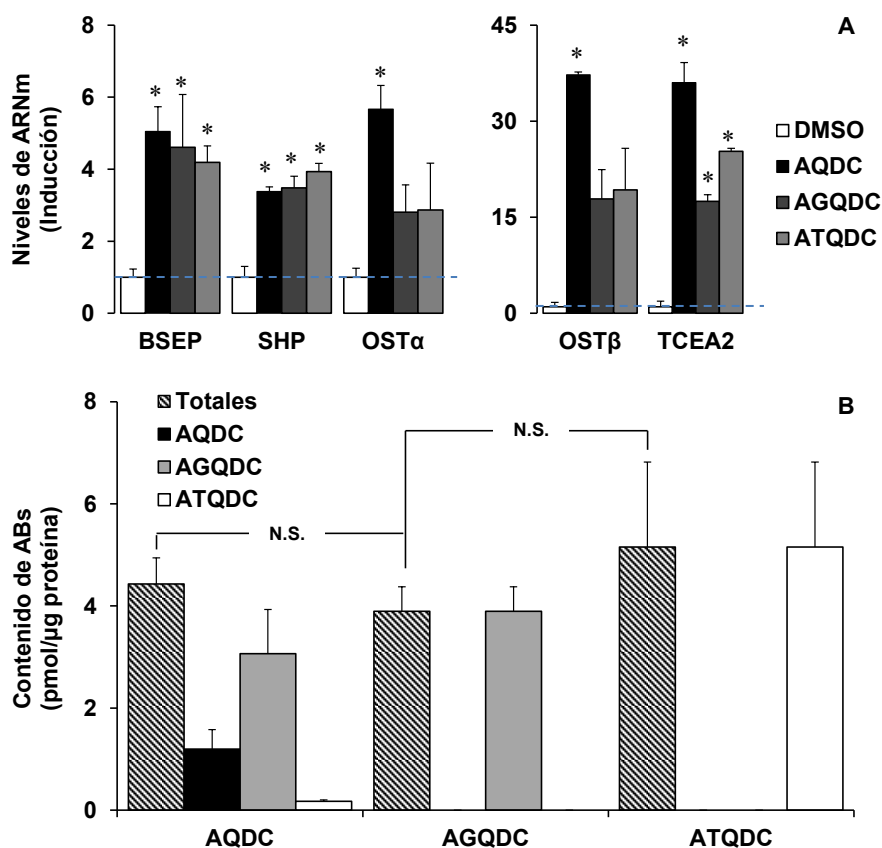 A
Niveles de ARNm
(Inducción)
8
6
4
2
0
* * *
* * *
*
BSEP SHP OSTα
45
30
15
0
*
* * *
OSTβ TCEA2
DMSO
AQDC
AGQDC
ATQDC
B
Contenido de ABs
(pmol/µg proteína)
8
6
4
2
0
Totales
AQDC
AGQDC
ATQDC
N.S.
N.S.
AQDC AGQDC ATQDC